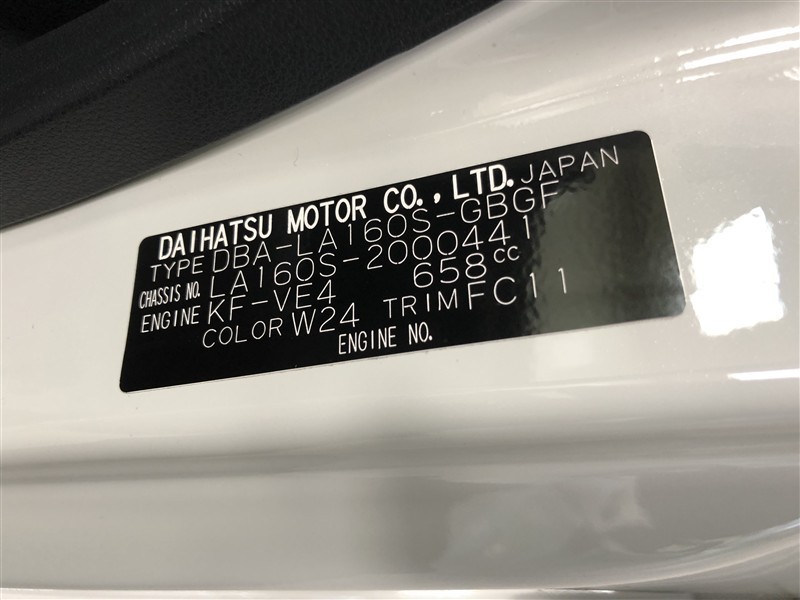 DAIHATSU MOTOR CO., LTD. JAPAN
TYPE DBA-LA160S-GBGF
CHASSIS NO. LA160S-2000441
ENGINE KF-VE4 658cc
COLOR W24 TRIM FC11
ENGINE NO.